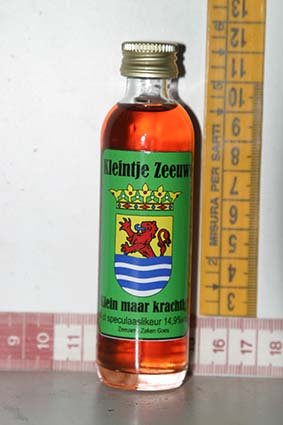 Kleintje Zeeuws
Klein maar krachtig
speculaaslikeur 14,9%
Zeeuwse Zaken Goes
MISURA PER SARTI
2
3
4
5
6
7
8
9
10
11
12
13
9 10 11 16 17 18